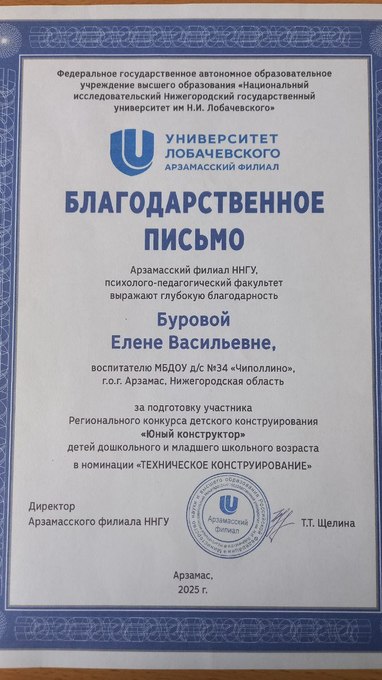 Федеральное государственное автономное образовательное
учреждение высшего образования «Национальный
исследовательский Нижегородский государственный
университет им Н.И. Лобачевского»
УНИВЕРСИТЕТ
ЛОБАЧЕВСКОГО
АРЗАМАССКИЙ ФИЛИАЛ
БЛАГОДАРСТВЕННОЕ
ПИСЬМО
Арзамасский филиал ННГУ,
психолого-педагогический факультет
выражают глубокую благодарность
Буровой
Елене Васильевне,
воспитателю МБДОУ д/с №34 «Чиполлино»,
г.о.г. Арзамас, Нижегородская область
за подготовку участника
Регионального конкурса детского конструирования
«Юный конструктор»
детей дошкольного и младшего школьного возраста
в номинации «ТЕХНИЧЕСКОЕ КОНСТРУИРОВАНИЕ»
Директор
Арзамасского филиала ННГУ
Арзамасский
филиал
Т.Т. Щелина
Арзамас,
2025 г.